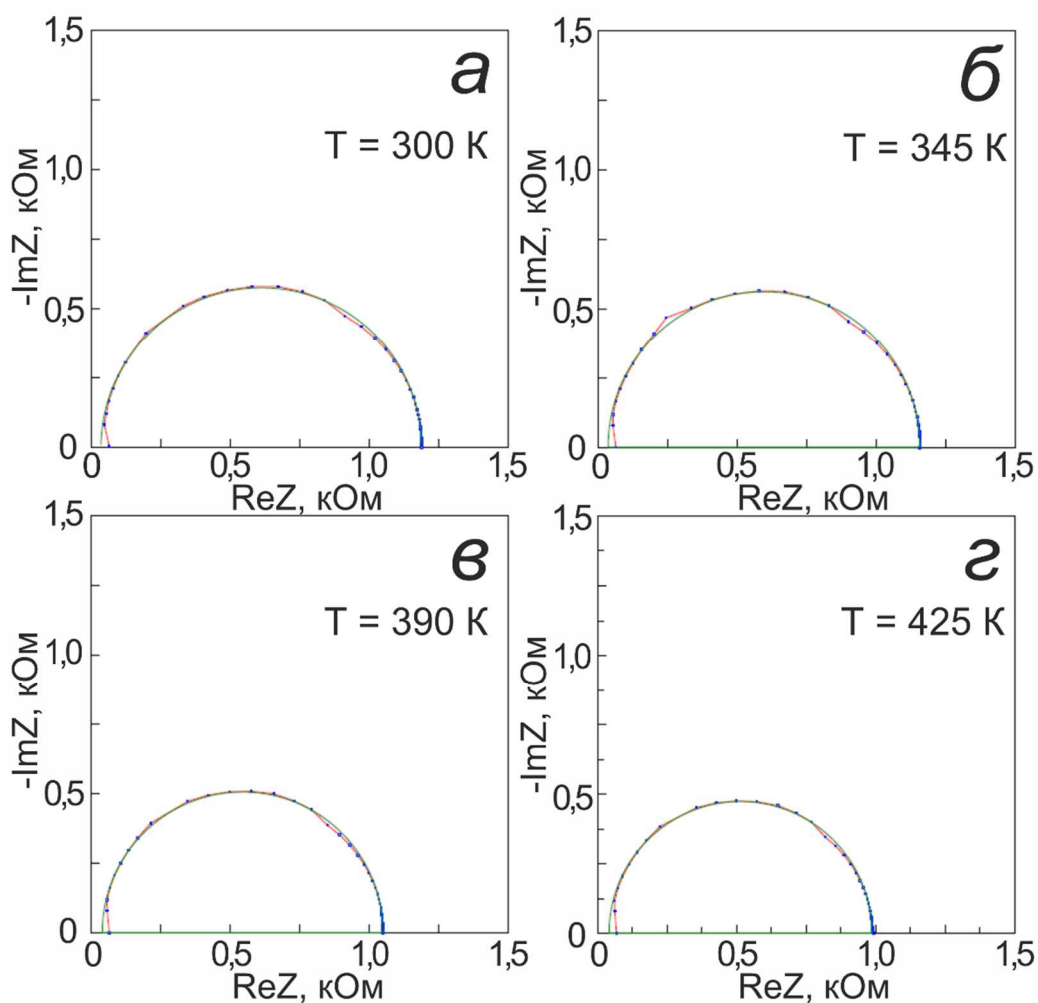 1,5
а
T = 300 К
1,0
-ImZ, кОм
0,5
0
0 0,5 1,0 1,5
ReZ, кОм
1,5
б
T = 345 К
1,0
-ImZ, кОм
0,5
0
0 0,5 1,0 1,5
ReZ, кОм
1,5
в
T = 390 К
1,0
-ImZ, кОм
0,5
0
0 0,5 1,0 1,5
ReZ, кОм
1,5
г
T = 425 К
1,0
-ImZ, кОм
0,5
0
0 0,5 1,0 1,5
ReZ, кОм